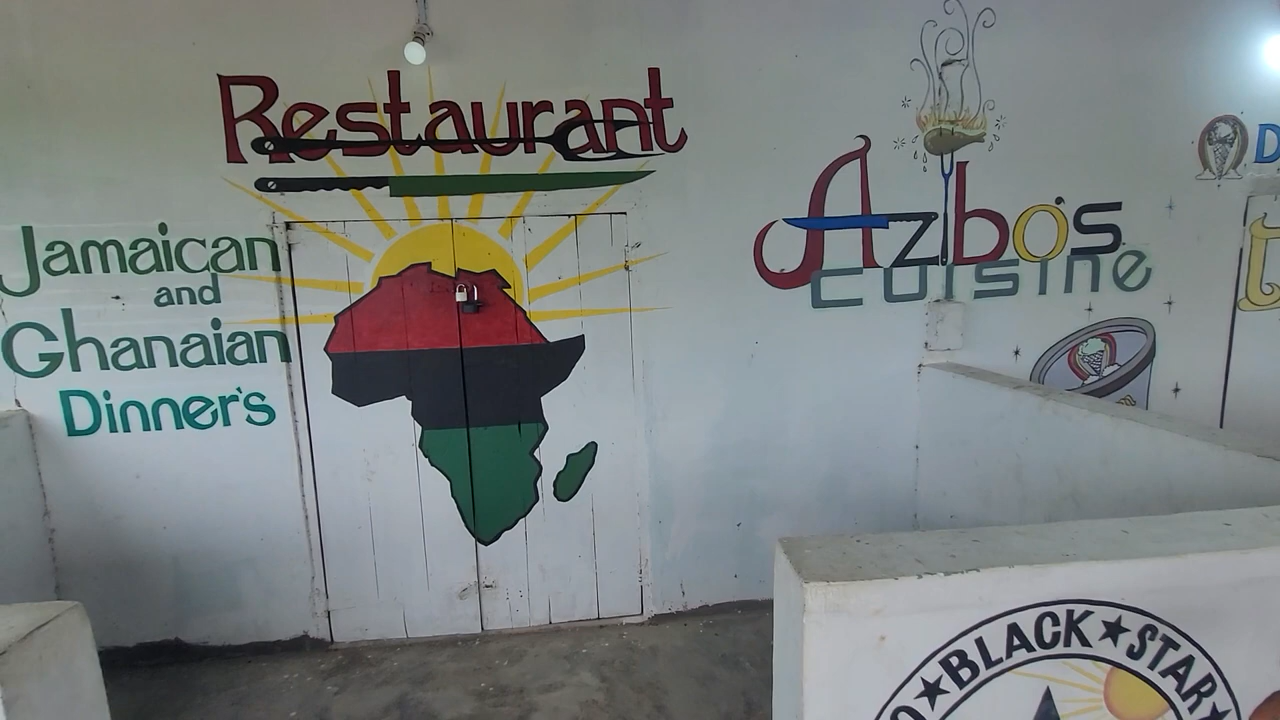 Restaurant
Jamaican
and
Ghanaian
Dinner's
Azibo's
cuisine
BLACK★STAR★